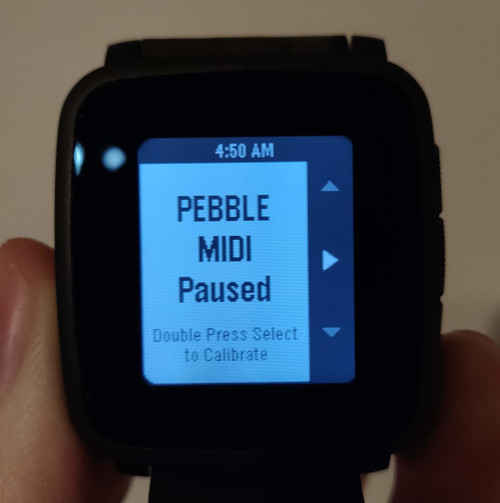 4:50 AM
PEBBLE
MIDI
Paused
Double Press Select
to Calibrate